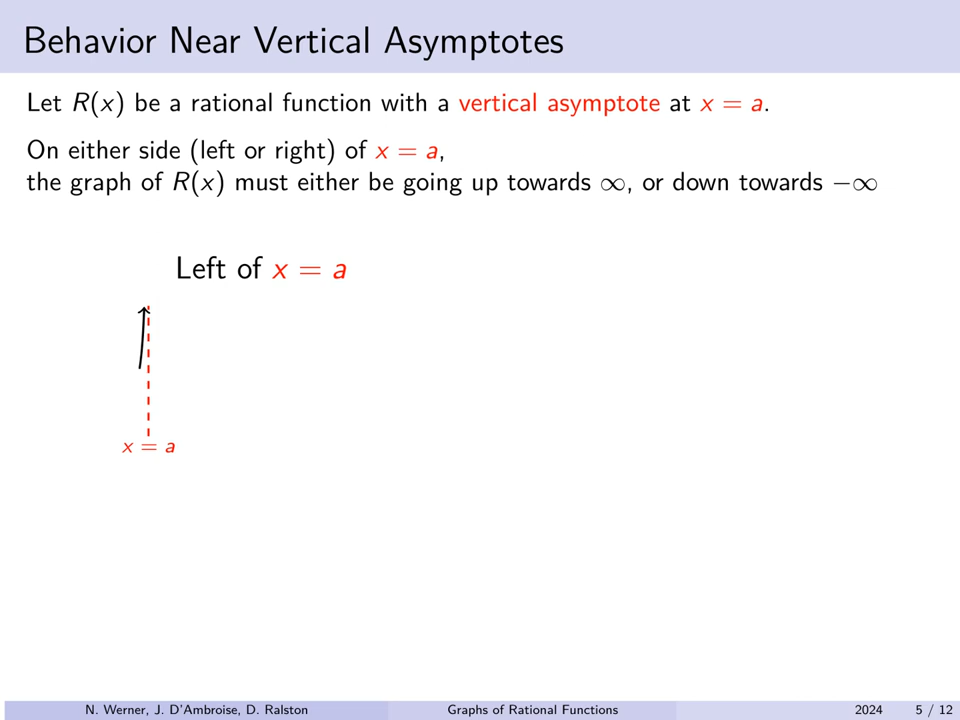 Behavior Near Vertical Asymptotes
Let R(x) be a rational function with a vertical asymptote at x = a.
On either side (left or right) of x = a,
the graph of R(x) must either be going up towards ∞, or down towards −∞
Left of x = a
x = a
N. Werner, J. D'Ambroise, D. Ralston
Graphs of Rational Functions
2024
5 / 12